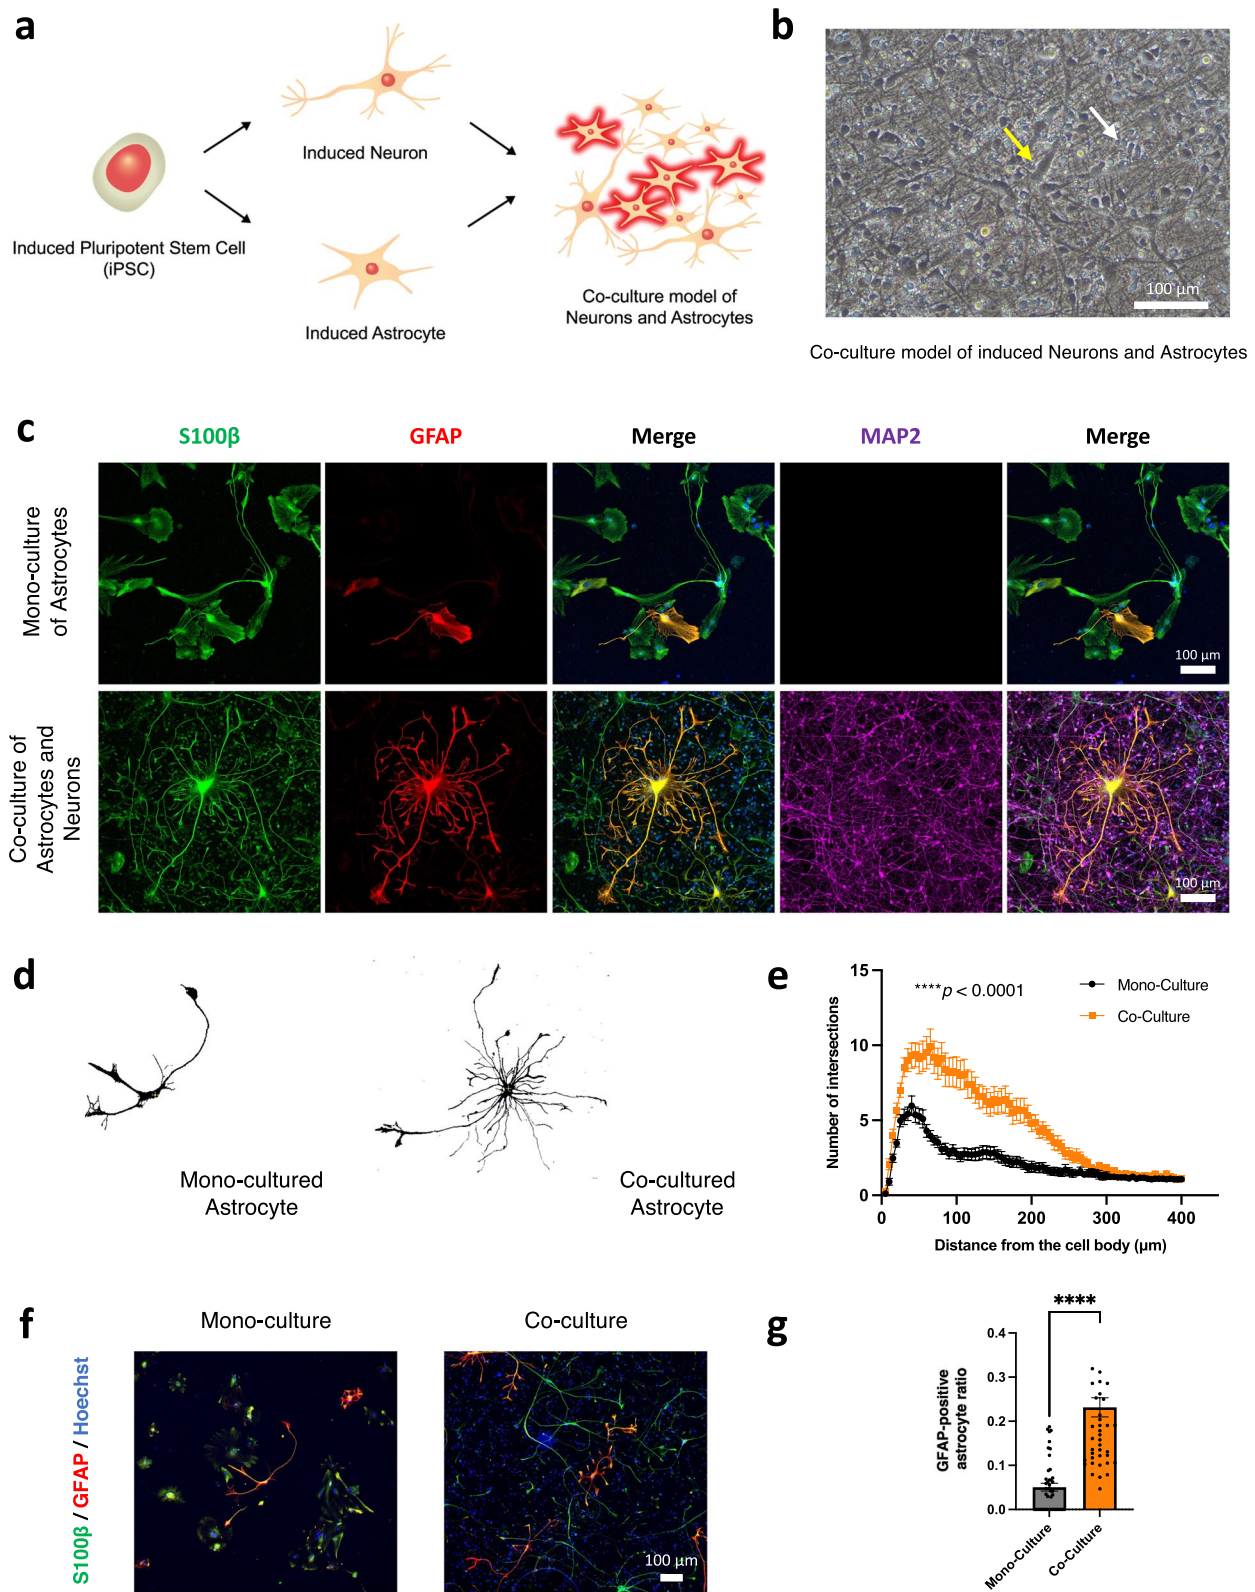 a
Induced Pluripotent Stem Cell
(iPSC)
Induced Neuron
Induced Astrocyte
Co-culture model of
Neurons and Astrocytes
b
100 µm
Co-culture model of induced Neurons and Astrocytes
c
S100β
GFAP
Merge
MAP2
Merge
Mono-culture
of Astrocytes
100 µm
Co-culture of
Astrocytes and
Neurons
100 µm
d
Mono-cultured
Astrocyte
Co-cultured
Astrocyte
e
Number of intersections
15
10
5
0
****p < 0.0001
Mono-Culture
Co-Culture
0
100
200
300
400
Distance from the cell body (µm)
f
Mono-culture
Co-culture
S100β / GFAP / Hoechst
100 µm
g
****
GFAP-positive
astrocyte ratio
0.4
0.3
0.2
0.1
0.0
Mono-Culture
Co-Culture